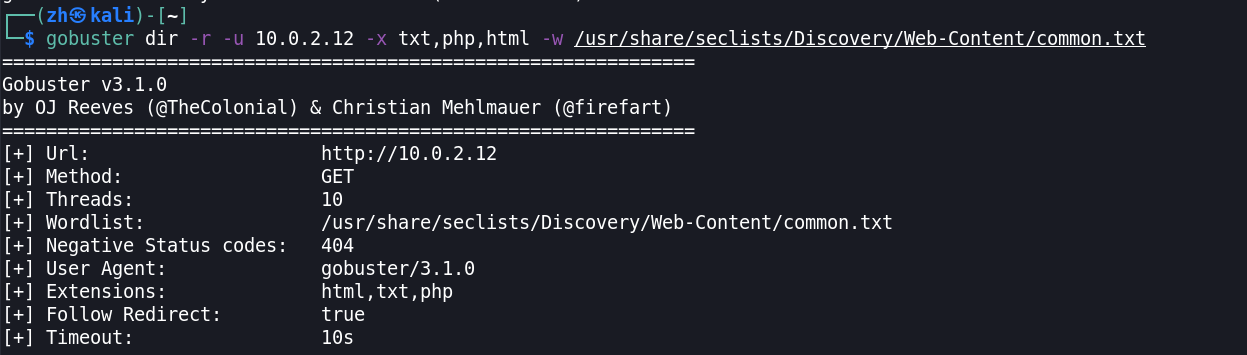 ┌──(zh㉿kali)-[~]
└─$ gobuster dir -r -u 10.0.2.12 -x txt,php,html -w /usr/share/seclists/Discovery/Web-Content/common.txt
===============================================================
Gobuster v3.1.0
by OJ Reeves (@TheColonial) & Christian Mehlmauer (@firefart)
===============================================================
[+] Url:                     http://10.0.2.12
[+] Method:                  GET
[+] Threads:                 10
[+] Wordlist:                /usr/share/seclists/Discovery/Web-Content/common.txt
[+] Negative Status codes:   404
[+] User Agent:              gobuster/3.1.0
[+] Extensions:              html,txt,php
[+] Follow Redirect:         true
[+] Timeout:                 10s